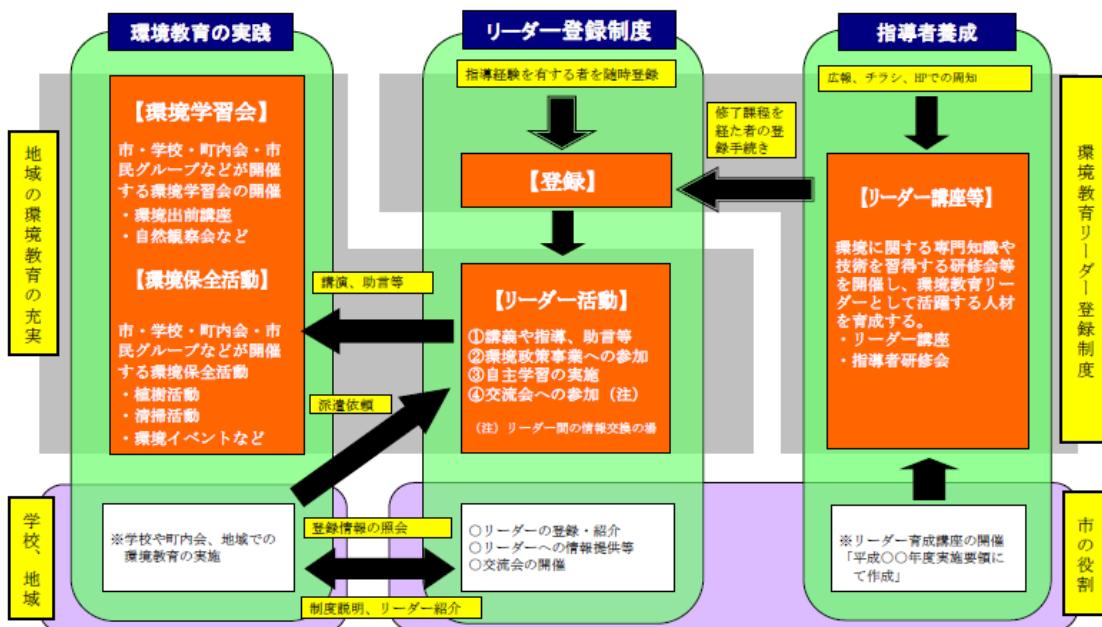 環境教育の実践
リーダー登録制度
指導者養成
指導経験を有する者を随時登録
広報、チラシ、HPでの周知
地域の環境教育の充実
【環境学習会】
市・学校・町内会・市
民グループなどが開催
する環境学習会の開催
・環境出前講座
・自然観察会など
【環境保全活動】
市・学校・町内会・市
民グループなどが開催
する環境保全活動
・植樹活動
・清掃活動
・環境イベントなど
【登録】
修了課程を
経た者の登
録手続き
講演、助言等
【リーダー活動】
①講義や指導、助言等
②環境政策事業への参加
③自主学習の実施
④交流会への参加（注）
（注）リーダー間の情報交換の場
派遣依頼
【リーダー講座等】
環境に関する専門知識や
技術を習得する研修会等
を開催し、環境教育リー
ダーとして活躍する人材
を育成する。
・リーダー講座
・指導者研修会
環境教育リーダー登録制度
学校、地域
※学校や町内会、地域での
環境教育の実施
登録情報の照会
制度説明、リーダー紹介
○リーダーの登録・紹介
○リーダーへの情報提供等
○交流会の開催
※リーダー育成講座の開催
「平成○○年度実施要領に
て作成」
市の役割